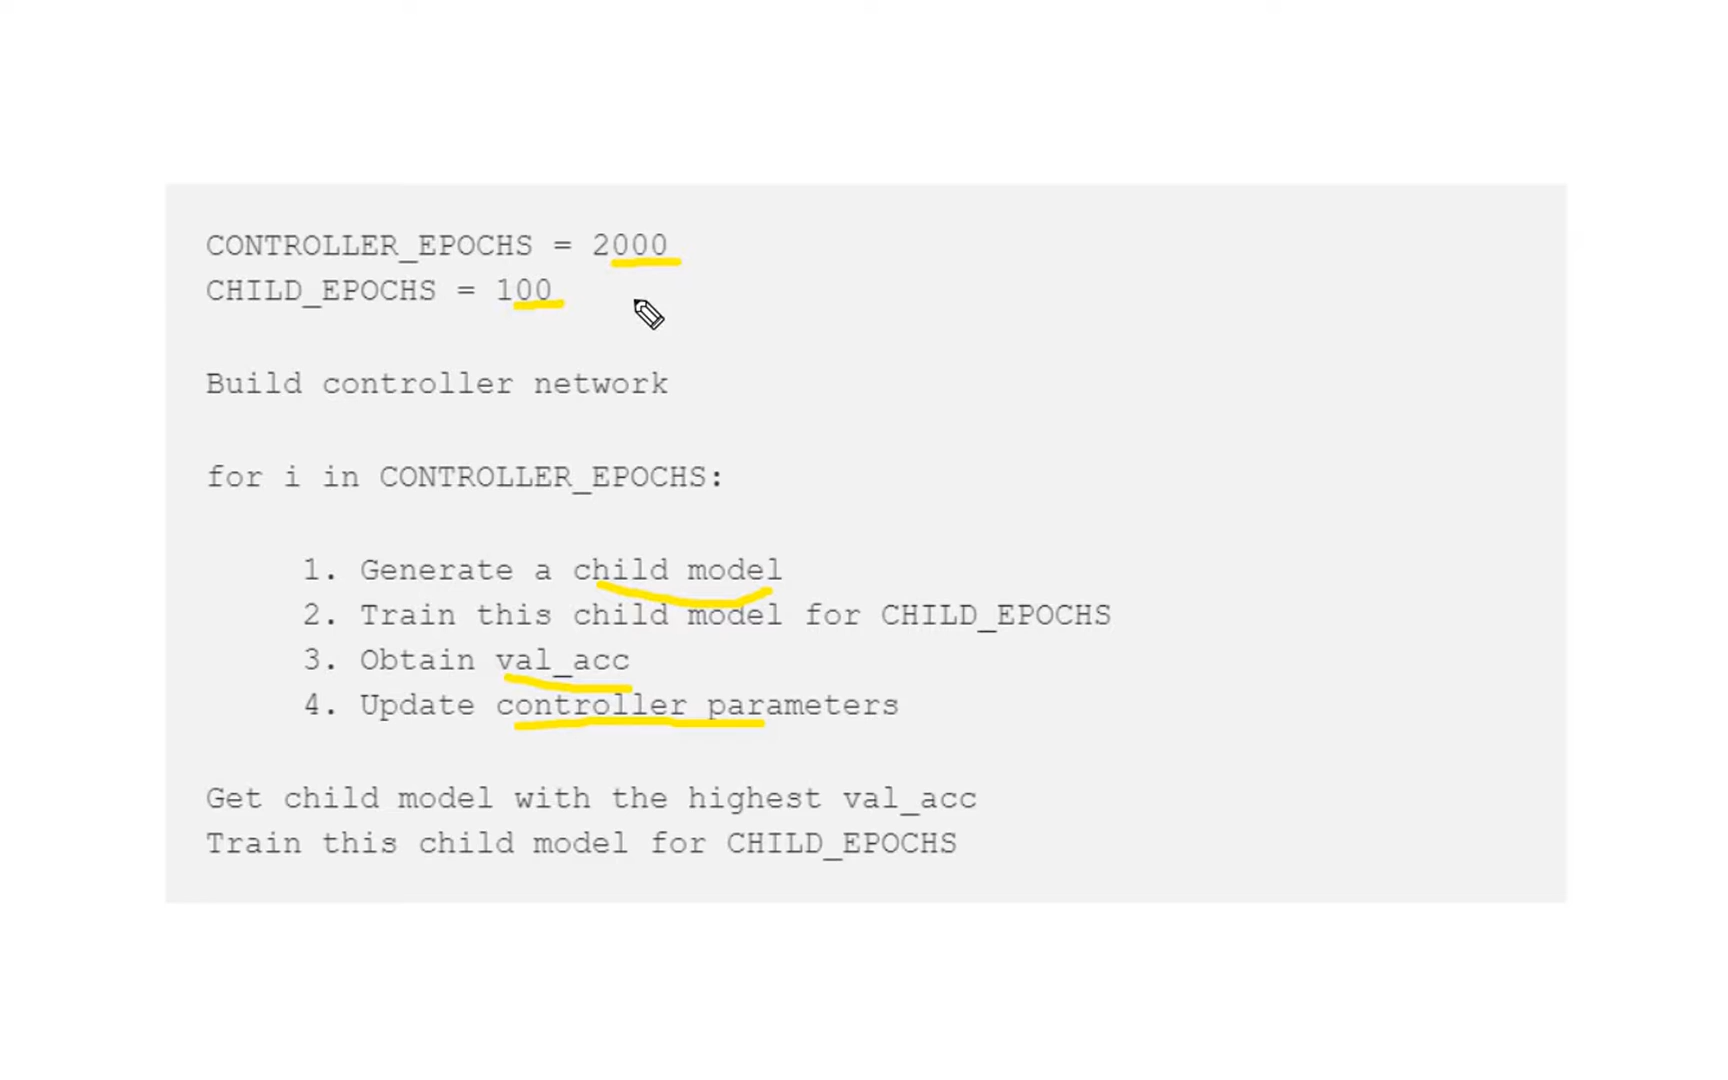 CONTROLLER_EPOCHS = 2000
CHILD_EPOCHS = 100
Build controller network
for i in CONTROLLER_EPOCHS:
1. Generate a child model
2. Train this child model for CHILD_EPOCHS
3. Obtain val_acc
4. Update controller parameters
Get child model with the highest val_acc
Train this child model for CHILD_EPOCHS